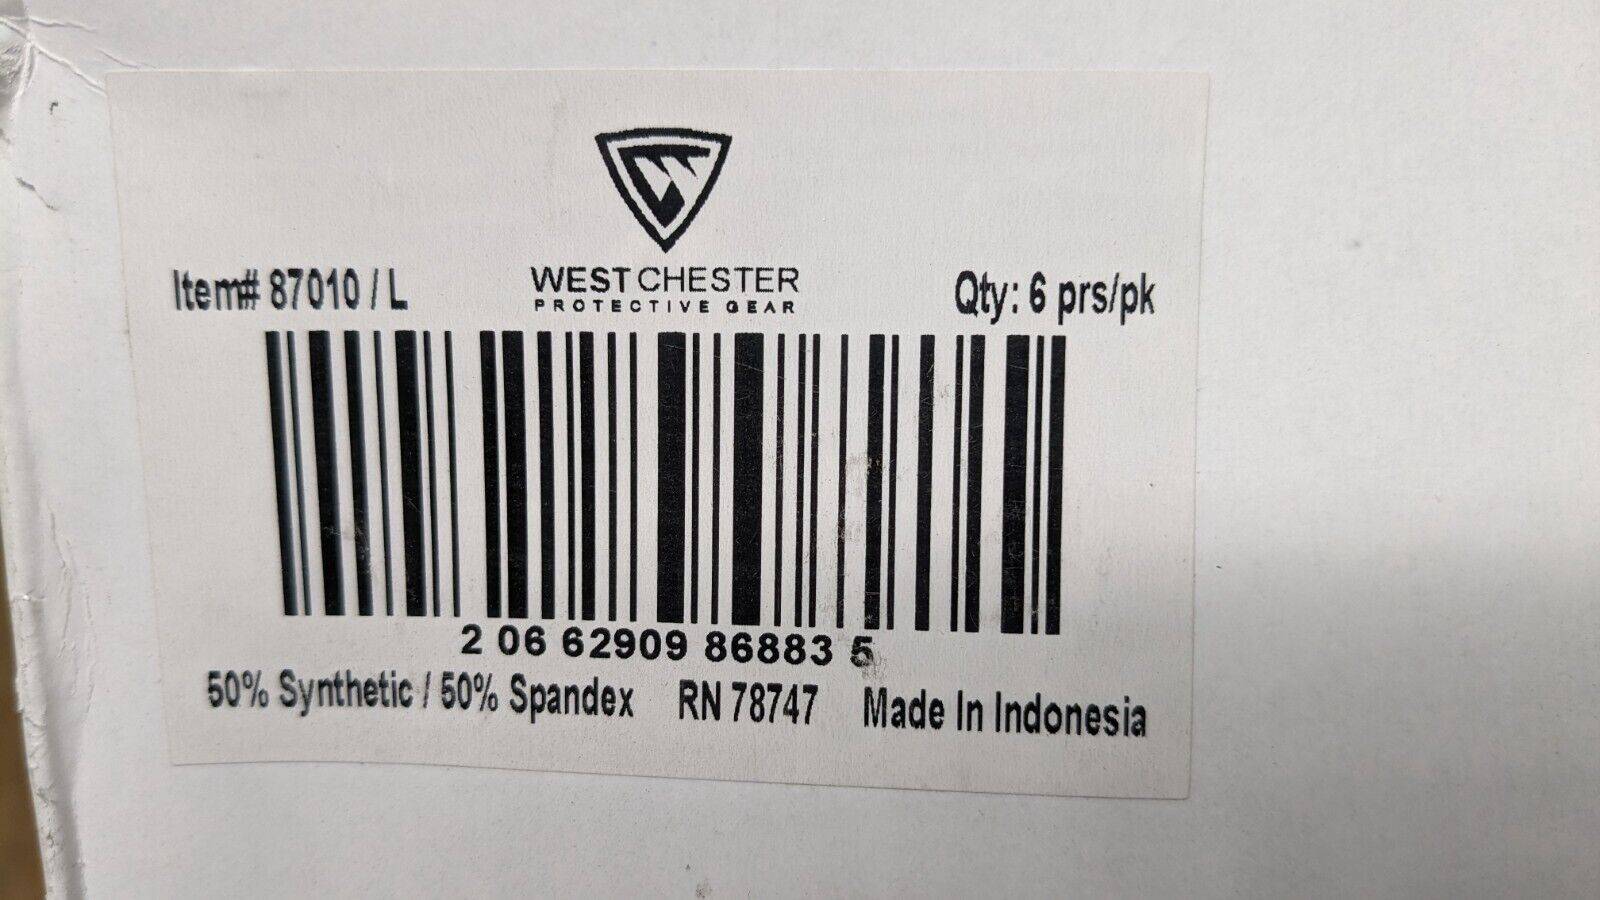 WEST CHESTER
PROTECTIVE GEAR
Item# 87010 / L
Qty: 6 prs/pk
2 06 62909 86883 5
50% Synthetic / 50% Spandex RN 78747 Made In Indonesia